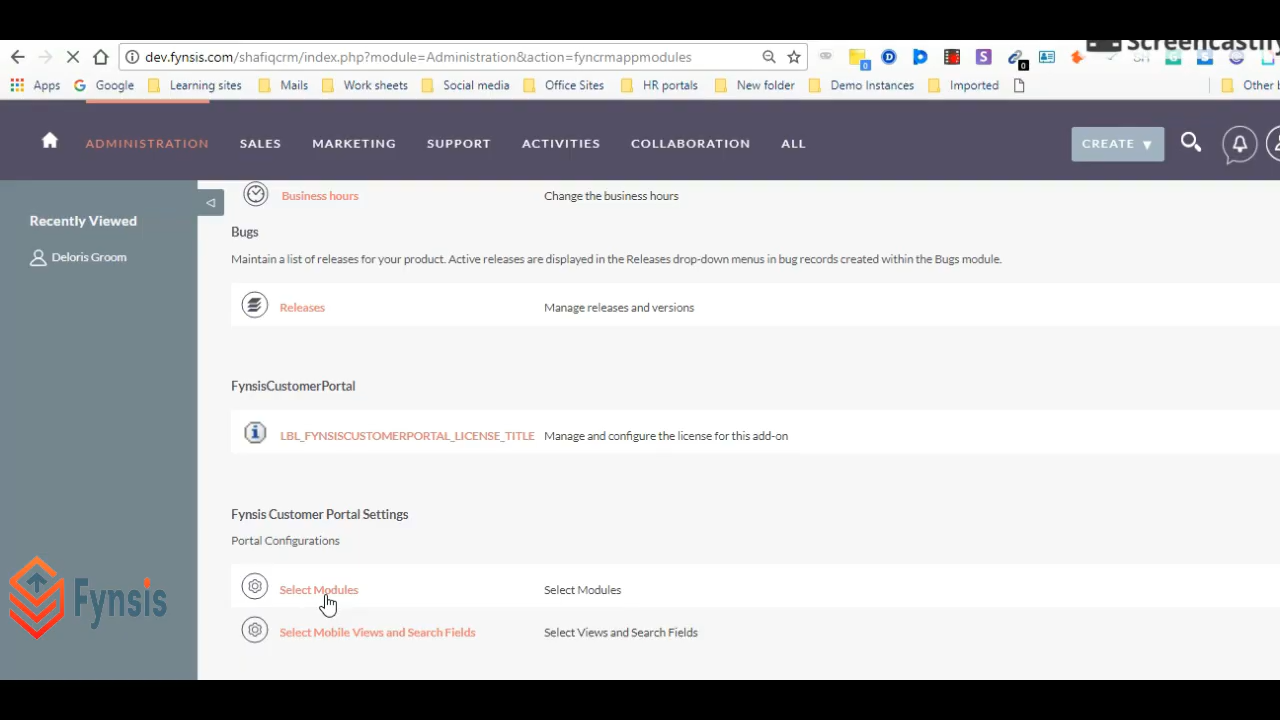 Screencastify
dev.fynsis.com/shafiqcrm/index.php?module=Administration&action=fyncrmappmodules
0
0
Apps Google Learning sites Mails Work sheets Social media Office Sites HR portals New folder Demo Instances Imported Other b
ADMINISTRATION SALES MARKETING SUPPORT ACTIVITIES COLLABORATION ALL CREATE
Recently Viewed
Deloris Groom
Business hours Change the business hours
Bugs
Maintain a list of releases for your product. Active releases are displayed in the Releases drop-down menus in bug records created within the Bugs module.
Releases Manage releases and versions
FynsisCustomerPortal
LBL_FYNSISCUSTOMERPORTAL_LICENSE_TITLE Manage and configure the license for this add-on
Fynsis Customer Portal Settings
Portal Configurations
Select Modules Select Modules
Select Mobile Views and Search Fields Select Views and Search Fields
Fynsis